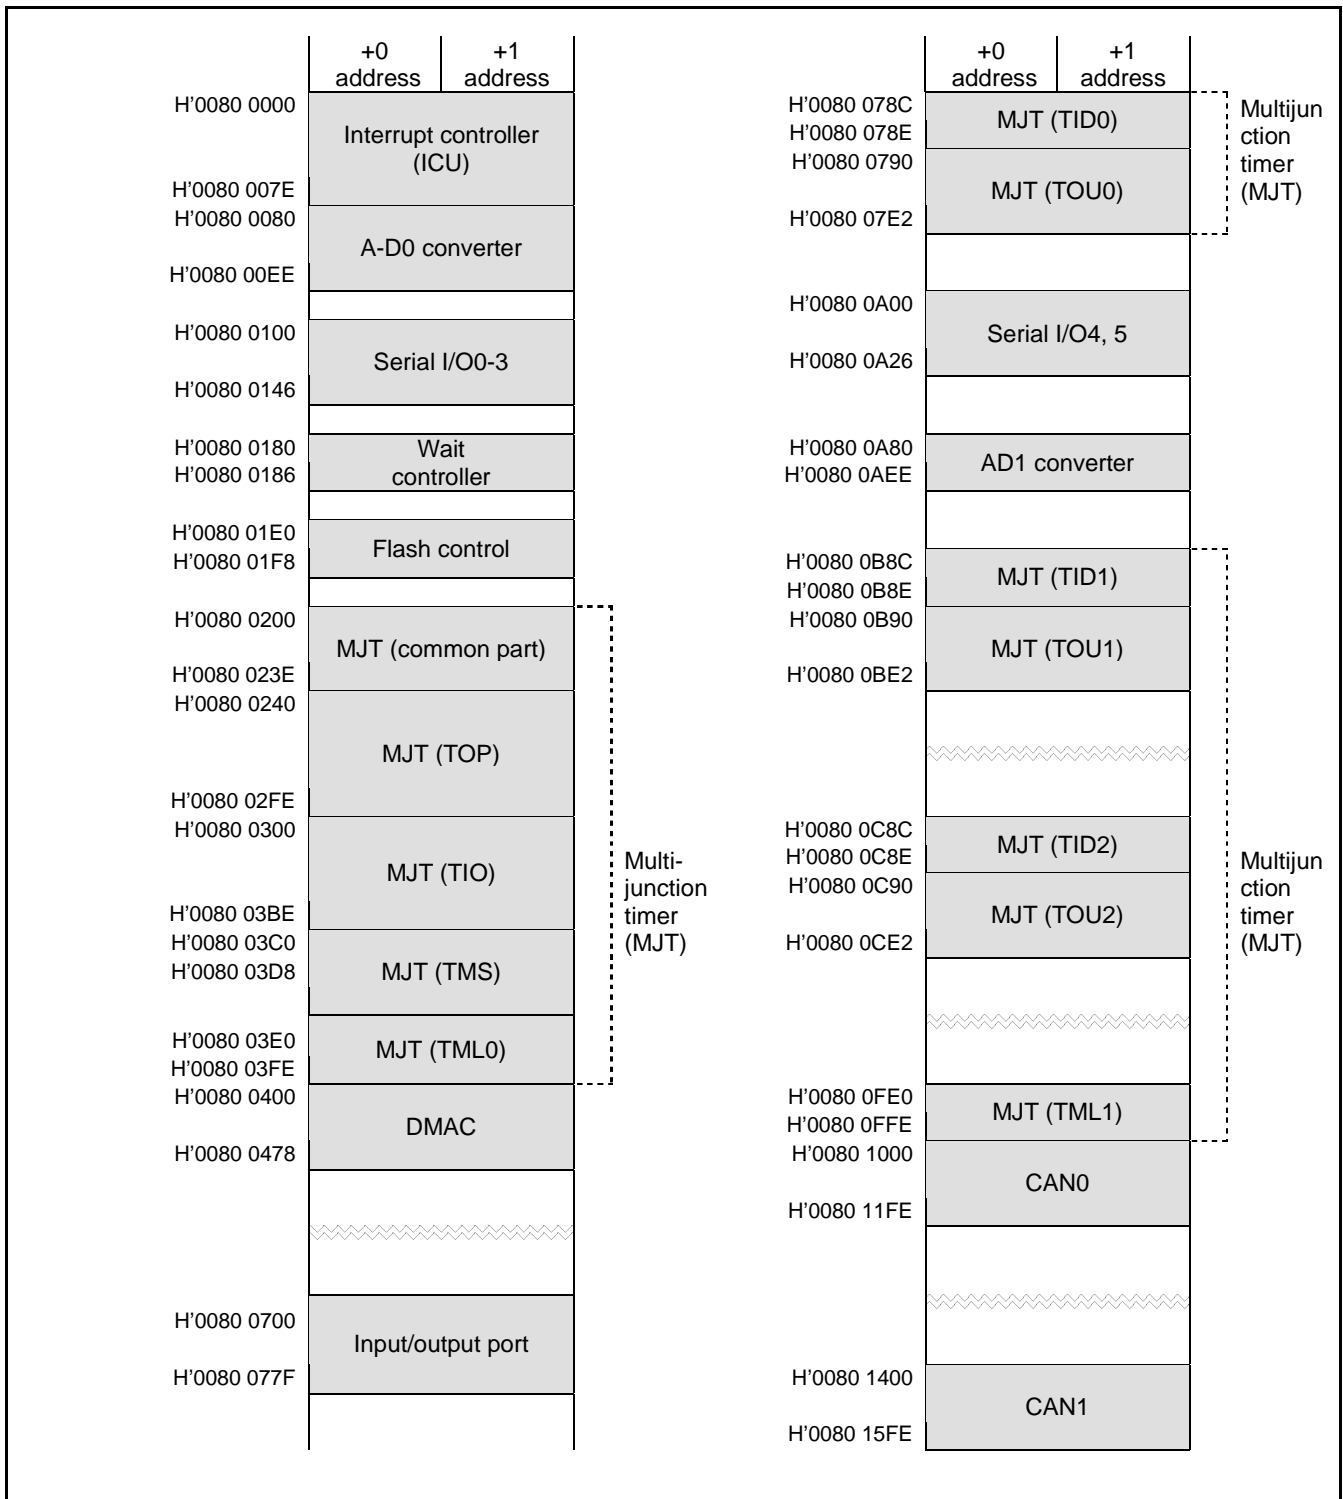 +0 address
+1 address
H'0080 0000
Interrupt controller
(ICU)
H'0080 007E
H'0080 0080
A-D0 converter
H'0080 00EE
H'0080 0100
Serial I/O0-3
H'0080 0146
H'0080 0180
Wait
controller
H'0080 0186
H'0080 01E0
Flash control
H'0080 01F8
H'0080 0200
MJT (common part)
H'0080 023E
H'0080 0240
MJT (TOP)
H'0080 02FE
H'0080 0300
MJT (TIO)
H'0080 03BE
H'0080 03C0
MJT (TMS)
H'0080 03D8
H'0080 03E0
MJT (TML0)
H'0080 03FE
Multi-
junction
timer
(MJT)
H'0080 0400
DMAC
H'0080 0478
H'0080 0700
Input/output port
H'0080 077F
+0 address
+1 address
H'0080 078C
MJT (TID0)
H'0080 078E
H'0080 0790
MJT (TOU0)
H'0080 07E2
Multijun
ction
timer
(MJT)
H'0080 0A00
Serial I/O4, 5
H'0080 0A26
H'0080 0A80
AD1 converter
H'0080 0AEE
H'0080 0B8C
MJT (TID1)
H'0080 0B8E
H'0080 0B90
MJT (TOU1)
H'0080 0BE2
H'0080 0C8C
MJT (TID2)
H'0080 0C8E
H'0080 0C90
MJT (TOU2)
H'0080 0CE2
Multijun
ction
timer
(MJT)
H'0080 0FE0
MJT (TML1)
H'0080 0FFE
H'0080 1000
CAN0
H'0080 11FE
H'0080 1400
CAN1
H'0080 15FE